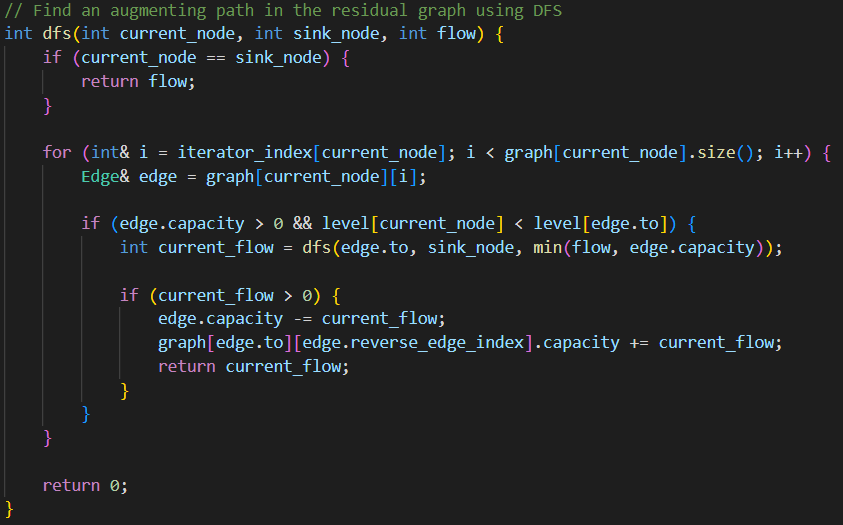 // Find an augmenting path in the residual graph using DFS
int dfs(int current_node, int sink_node, int flow) {
    if (current_node == sink_node) {
        return flow;
    }

    for (int& i = iterator_index[current_node]; i < graph[current_node].size(); i++) {
        Edge& edge = graph[current_node][i];

        if (edge.capacity > 0 && level[current_node] < level[edge.to]) {
            int current_flow = dfs(edge.to, sink_node, min(flow, edge.capacity));

            if (current_flow > 0) {
                edge.capacity -= current_flow;
                graph[edge.to][edge.reverse_edge_index].capacity += current_flow;
                return current_flow;
            }
        }
    }

    return 0;
}